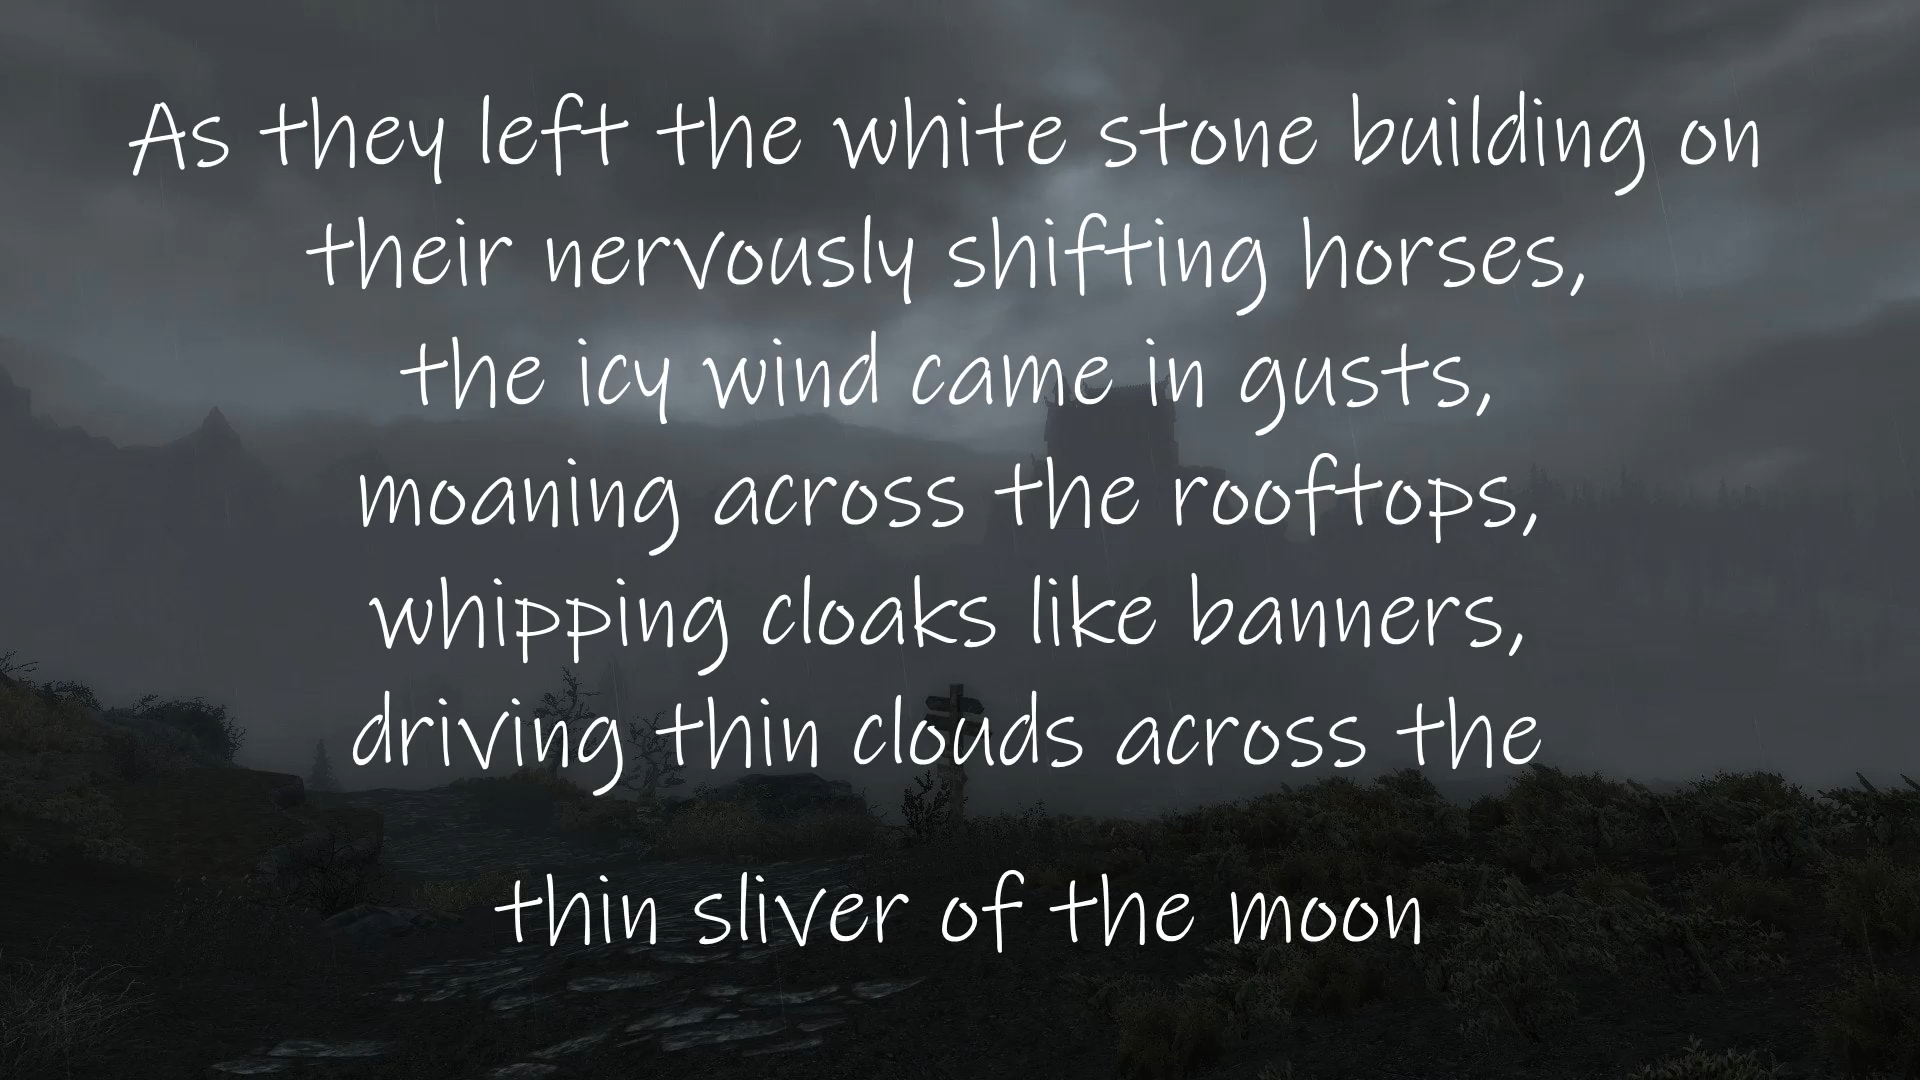 As they left the white stone building on
their nervously shifting horses,
the icy wind came in gusts,
moaning across the rooftops,
whipping cloaks like banners,
driving thin clouds across the
thin sliver of the moon